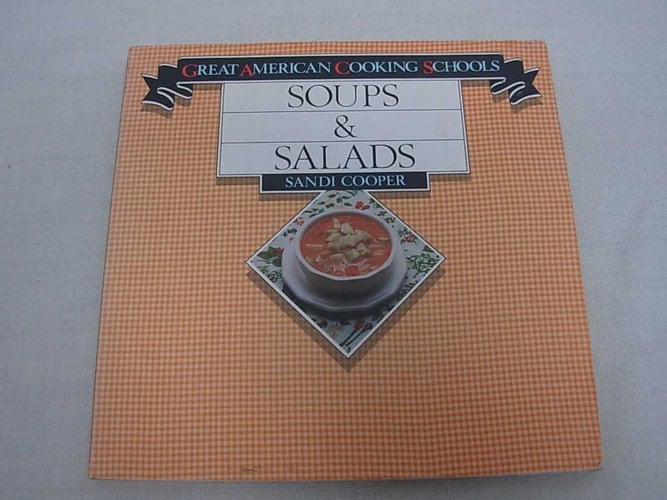 GREAT AMERICAN COOKING SCHOOLS
SOUPS
&
SALADS
SANDI COOPER